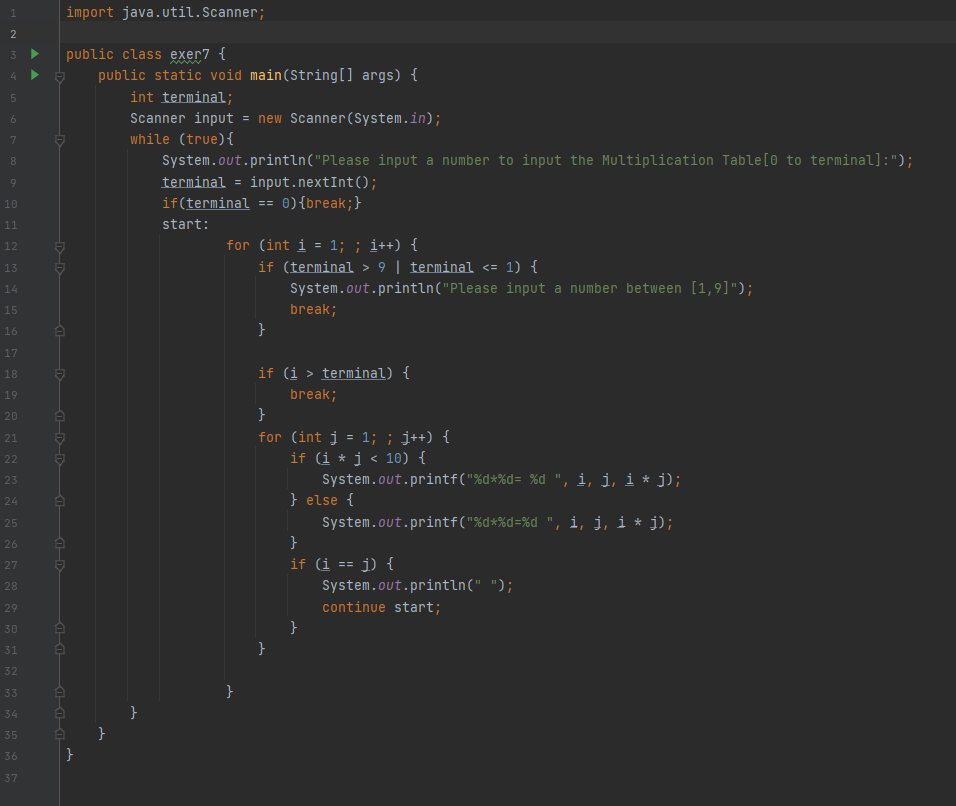 1 import java.util.Scanner;
2
3 public class exer7 {
4     public static void main(String[] args) {
5         int terminal;
6         Scanner input = new Scanner(System.in);
7         while (true){
8             System.out.println("Please input a number to input the Multiplication Table[0 to terminal]:");
9             terminal = input.nextInt();
10             if(terminal == 0){break;}
11             start:
12                     for (int i = 1; ; i++) {
13                         if (terminal > 9 | terminal <= 1) {
14                             System.out.println("Please input a number between [1,9]");
15                             break;
16                         }
17
18                         if (i > terminal) {
19                             break;
20                         }
21                         for (int j = 1; ; j++) {
22                             if (i * j < 10) {
23                                 System.out.printf("%d*%d= %d ", i, j, i * j);
24                             } else {
25                                 System.out.printf("%d*%d=%d ", i, j, i * j);
26                             }
27                             if (i == j) {
28                                 System.out.println(" ");
29                                 continue start;
30                             }
31                         }
32
33                     }
34         }
35     }
36 }
37